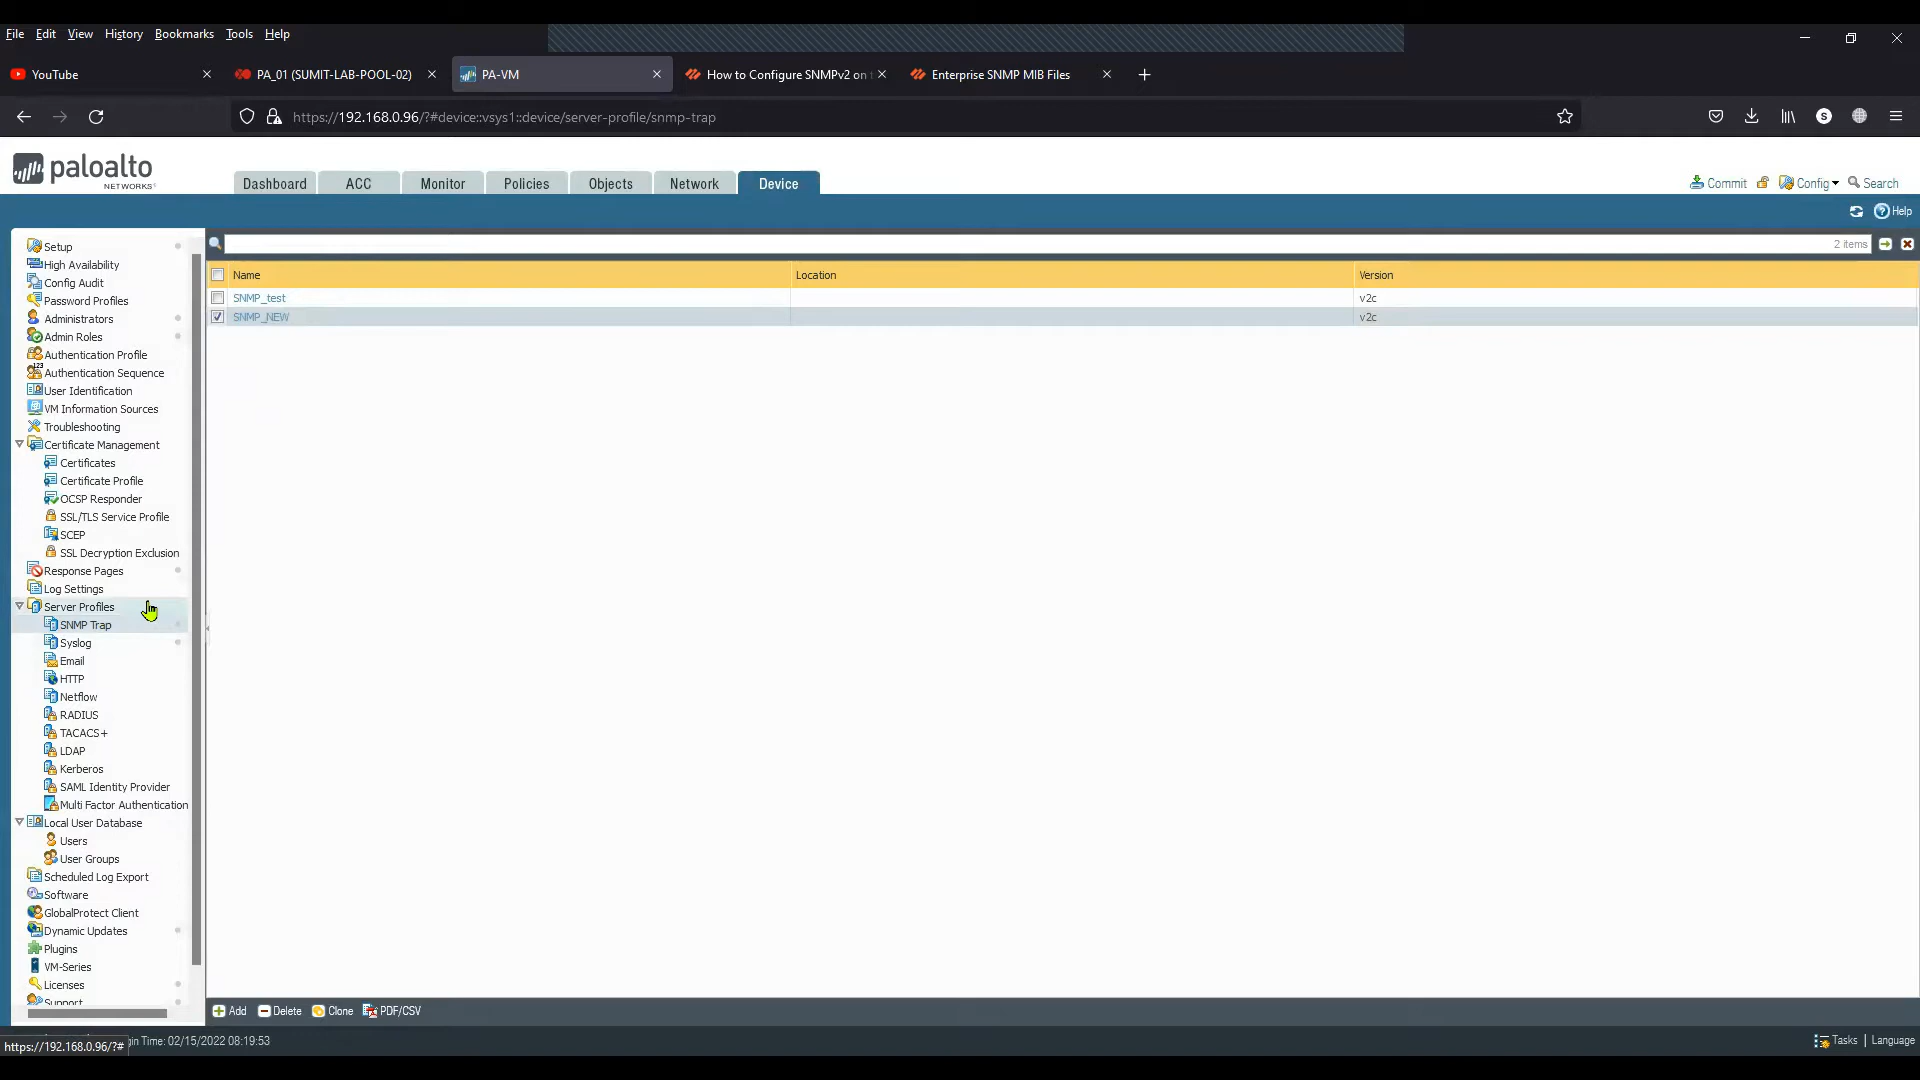 File Edit View History Bookmarks Tools Help
YouTube
PA_01 (SUMIT-LAB-POOL-02)
PA-VM
How to Configure SNMPv2 on
Enterprise SNMP MIB Files
https://192.168.0.96/?#device::vsys1::device/server-profile/snmp-trap
S
paloalto
NETWORKS®
Dashboard ACC Monitor Policies Objects Network Device
Commit Config Search
Help
2 items
Name Location Version
SNMP_test v2c
SNMP_NEW v2c
Setup
High Availability
Config Audit
Password Profiles
Administrators
Admin Roles
Authentication Profile
Authentication Sequence
User Identification
VM Information Sources
Troubleshooting
Certificate Management
Certificates
Certificate Profile
OCSP Responder
SSL/TLS Service Profile
SCEP
SSL Decryption Exclusion
Response Pages
Log Settings
Server Profiles
SNMP Trap
Syslog
Email
HTTP
Netflow
RADIUS
TACACS+
LDAP
Kerberos
SAML Identity Provider
Multi Factor Authentication
Local User Database
Users
User Groups
Scheduled Log Export
Software
GlobalProtect Client
Dynamic Updates
Plugins
VM-Series
Licenses
Support
Add Delete Clone PDF/CSV
https://192.168.0.96/?#
gin Time: 02/15/2022 08:19:53
Tasks | Language